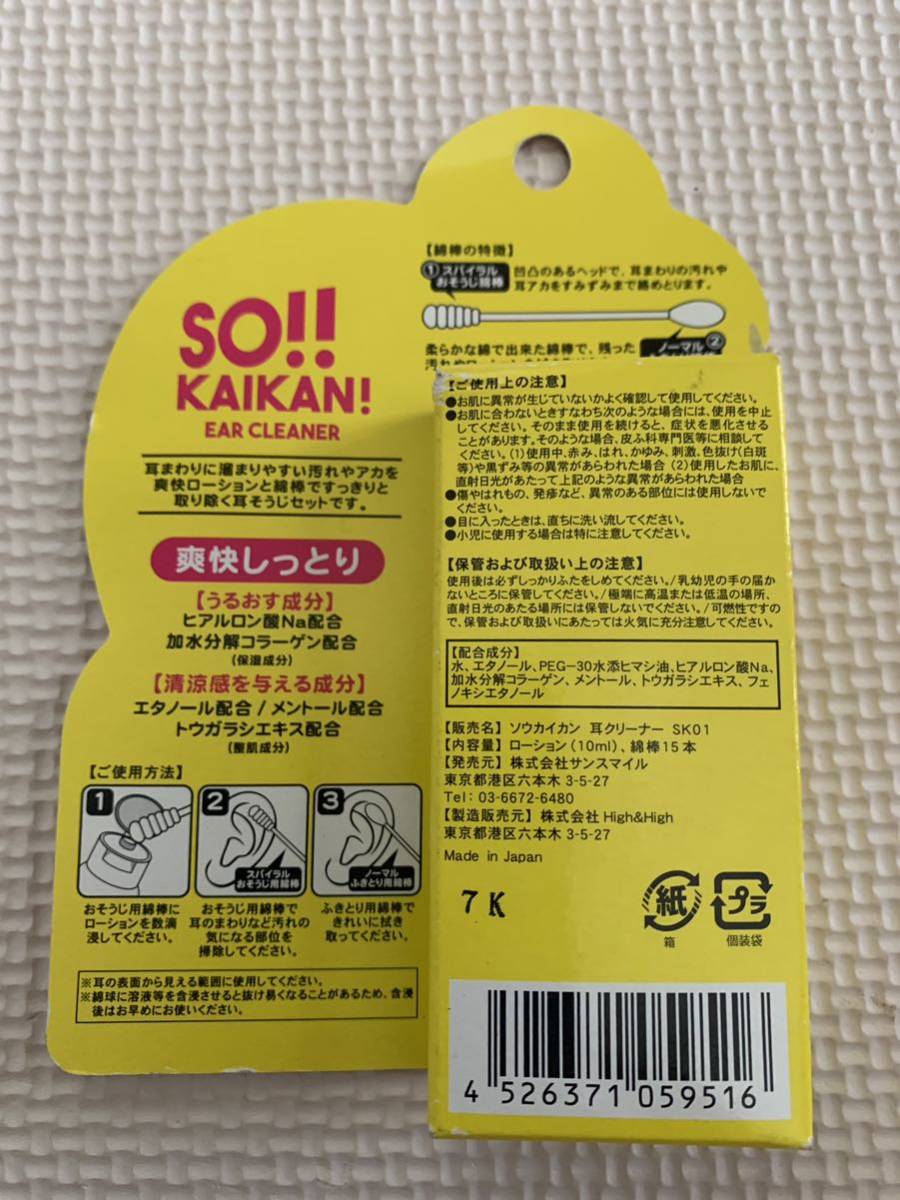 SO!!
KAIKAN!
EAR CLEANER
耳まわりに溜まりやすい汚れやアカを
爽快ローションと綿棒ですっきりと
取り除く耳そうじセットです。
爽快しっとり
【うるおす成分】
ヒアルロン酸Na配合
加水分解コラーゲン配合
(保湿成分)
【清涼感を与える成分】
エタノール配合 / メントール配合
トウガラシエキス配合
(整肌成分)
【ご使用方法】
1
おそうじ用綿棒に
ローションを数滴
浸してください。
2
スパイラル
おそうじ用綿棒
おそうじ用綿棒で
耳のまわりなど汚れの
気になる部位を
掃除してください。
3
ノーマル
ふきとり用綿棒
ふきとり用綿棒で
きれいに拭き
取ってください。
※耳の表面から見える範囲に使用してください。
※綿球に溶液等を含浸させると抜け易くなることがあるため、含浸
後はお早めにお使いください。
【綿棒の特徴】
① スパイラル
おそうじ綿棒
凹凸のあるヘッドで、耳まわりの汚れや
耳アカをすみずみまで絡めとります。
柔らかな綿で出来た綿棒で、残った
ノーマル ②
【ご使用上の注意】
●お肌に異常が生じていないかよく確認して使用してください。
●お肌に合わないときすなわち次のような場合には、使用を中止
してください。そのまま使用を続けると、症状を悪化させる
ことがあります。そのような場合、皮ふ科専門医等に相談して
ください。(1)使用中、赤み、はれ、かゆみ、刺激、色抜け(白斑
等)や黒ずみ等の異常があらわれた場合 (2)使用したお肌に、
直射日光があたって上記のような異常があらわれた場合
●傷やはれもの、発疹など、異常のある部位には使用しないで
ください。
●目に入ったときは、直ちに洗い流してください。
●小児に使用する場合は特に注意してください。
【保管および取扱い上の注意】
使用後は必ずしっかりふたをしめてください。/乳幼児の手の届か
ないところに保管してください。/極端に高温または低温の場所、
直射日光のあたる場所には保管しないでください。/可燃性ですの
で、保管および取扱いにあたっては火気に充分注意してください。
【配合成分】
水、エタノール、PEG-30水添ヒマシ油、ヒアルロン酸Na、
加水分解コラーゲン、メントール、トウガラシエキス、フェ
ノキシエタノール
【販売名】ソウカイカン 耳クリーナー SK01
【内容量】ローション(10ml)、綿棒15本
【発売元】株式会社サンスマイル
東京都港区六本木3-5-27
Tel: 03-6672-6480
【製造販売元】株式会社High&High
東京都港区六本木3-5-27
Made in Japan
7 K
紙
箱
プラ
個装袋
4 526371 059516